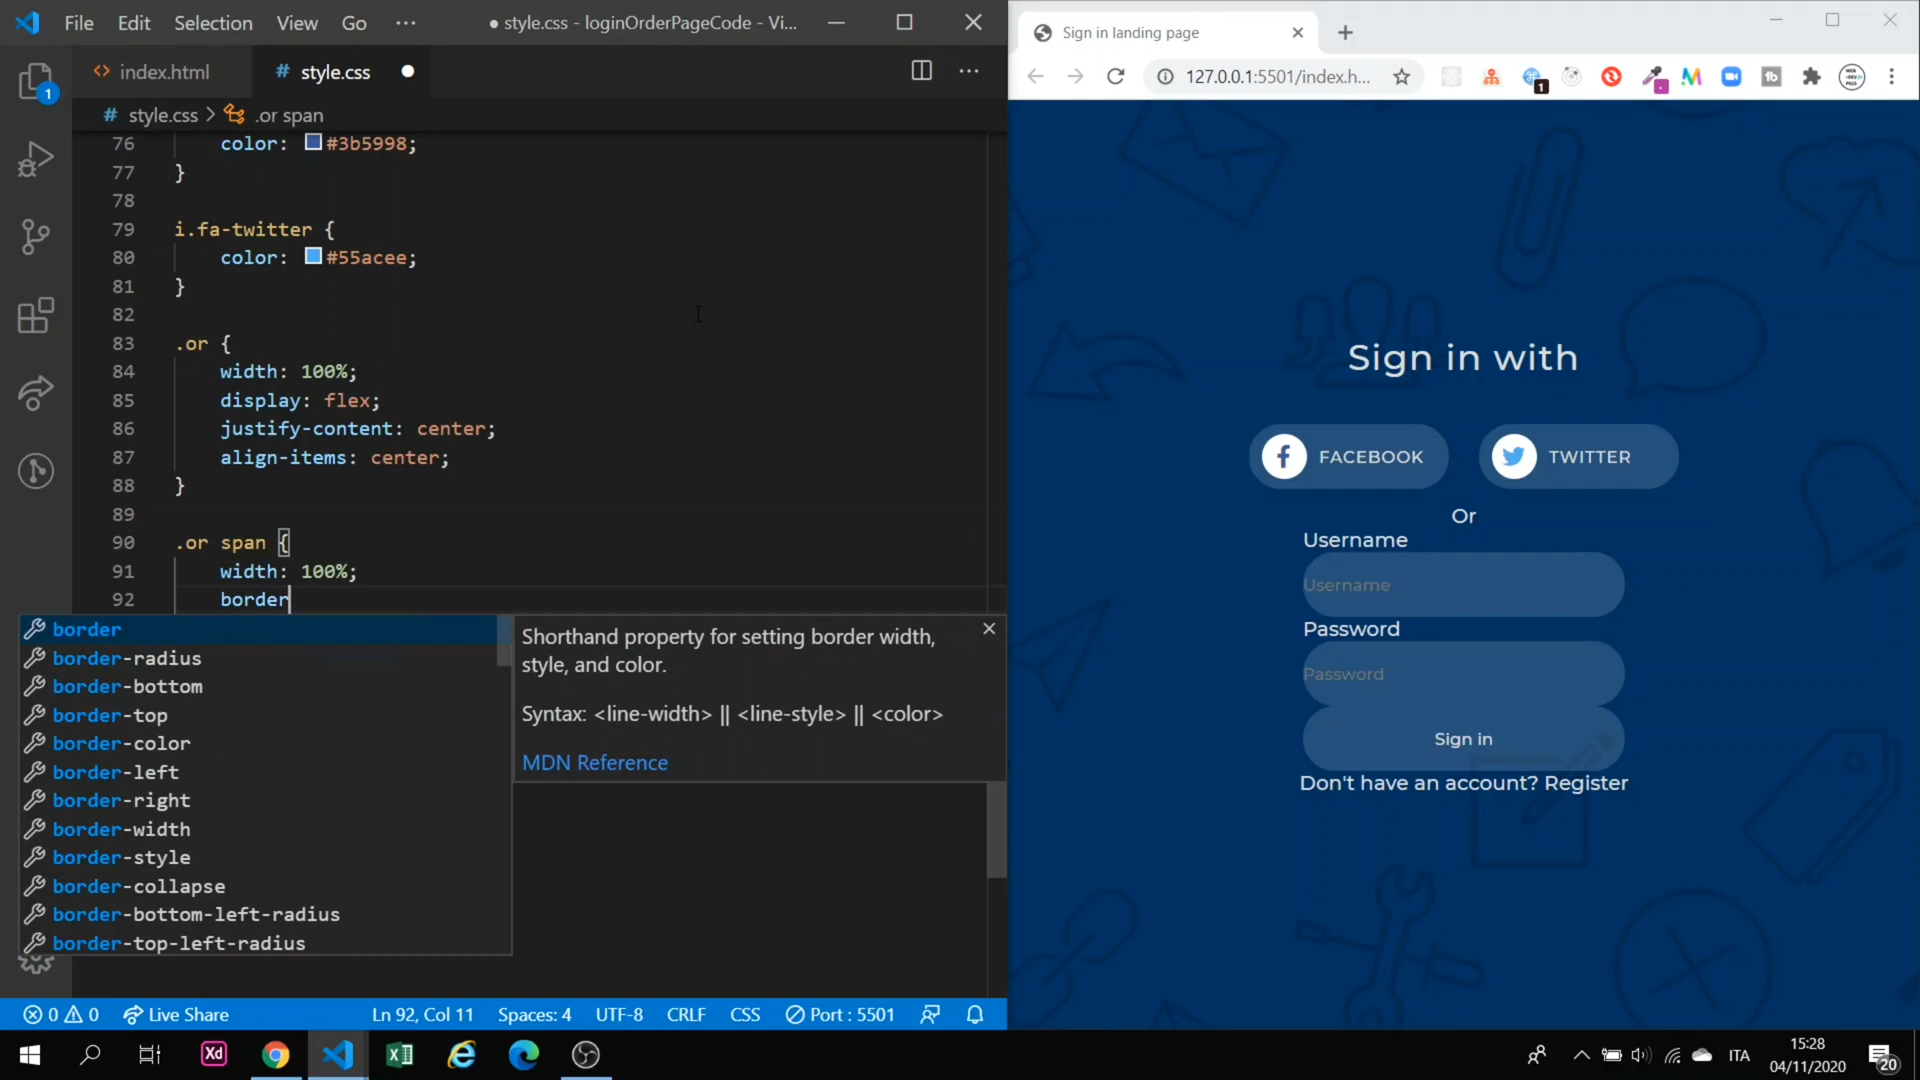 File Edit Selection View Go ··· ● style.css - loginOrderPageCode - Vi...
<> index.html # style.css ●
# style.css > .or span
76 color: #3b5998;
77 }
78
79 i.fa-twitter {
80 color: #55acee;
81 }
82
83 .or {
84 width: 100%;
85 display: flex;
86 justify-content: center;
87 align-items: center;
88 }
89
90 .or span {
91 width: 100%;
92 border
border
border-radius
border-bottom
border-top
border-color
border-left
border-right
border-width
border-style
border-collapse
border-bottom-left-radius
border-top-left-radius
Shorthand property for setting border width,
style, and color.
Syntax: <line-width> || <line-style> || <color>
MDN Reference
1
0 0 Live Share Ln 92, Col 11 Spaces: 4 UTF-8 CRLF CSS Port : 5501
Sign in landing page
127.0.0.1:5501/index.h...
1
Sign in with
FACEBOOK TWITTER
Or
Username
Username
Password
Password
Sign in
Don't have an account? Register
Xd
ITA
15:28
04/11/2020
20